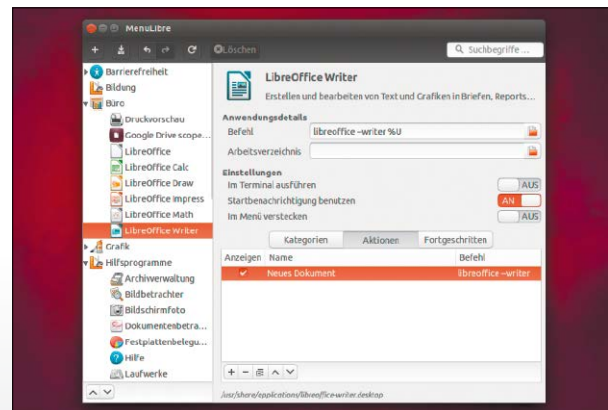 MenuLibre
Löschen
Suchbegriffe ...
Barrierefreiheit
Bildung
Büro
Druckvorschau
Google Drive scope...
LibreOffice
LibreOffice Calc
LibreOffice Draw
LibreOffice Impress
LibreOffice Math
LibreOffice Writer
Grafik
Hilfsprogramme
Archivverwaltung
Bildbetrachter
Bildschirmfoto
Dokumentenbetra...
Festplattenbelegu...
Hilfe
Laufwerke
LibreOffice Writer
Erstellen und bearbeiten von Text und Grafiken in Briefen, Reports...
Anwendungsdetails
Befehl libreoffice --writer %U
Arbeitsverzeichnis
Einstellungen
Im Terminal ausführen AUS
Startbenachrichtigung benutzen AN
Im Menü verstecken AUS
Kategorien Aktionen Fortgeschritten
Anzeigen Name Befehl
Neues Dokument libreoffice --writer
/usr/share/applications/libreoffice-writer.desktop